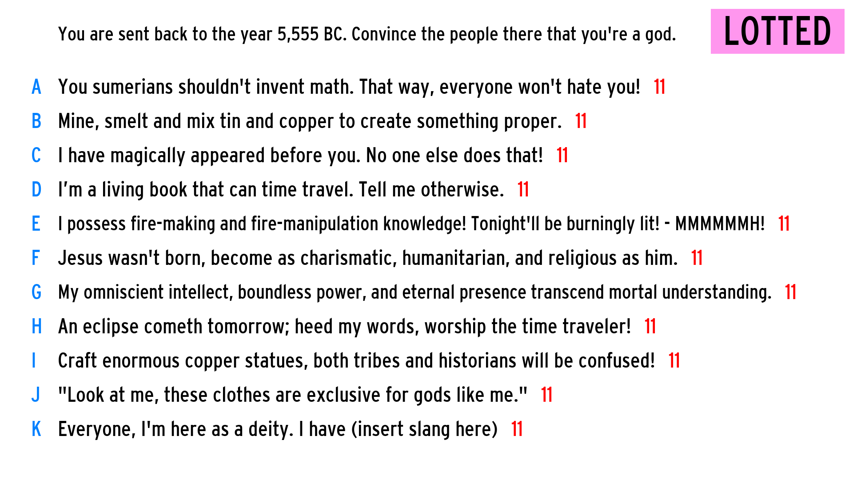 You are sent back to the year 5,555 BC. Convince the people there that you're a god.
LOTTED
A You sumerians shouldn't invent math. That way, everyone won't hate you! 11
B Mine, smelt and mix tin and copper to create something proper. 11
C I have magically appeared before you. No one else does that! 11
D I’m a living book that can time travel. Tell me otherwise. 11
E I possess fire-making and fire-manipulation knowledge! Tonight'll be burningly lit! - MMMMMMH! 11
F Jesus wasn't born, become as charismatic, humanitarian, and religious as him. 11
G My omniscient intellect, boundless power, and eternal presence transcend mortal understanding. 11
H An eclipse cometh tomorrow; heed my words, worship the time traveler! 11
I Craft enormous copper statues, both tribes and historians will be confused! 11
J "Look at me, these clothes are exclusive for gods like me." 11
K Everyone, I'm here as a deity. I have (insert slang here) 11